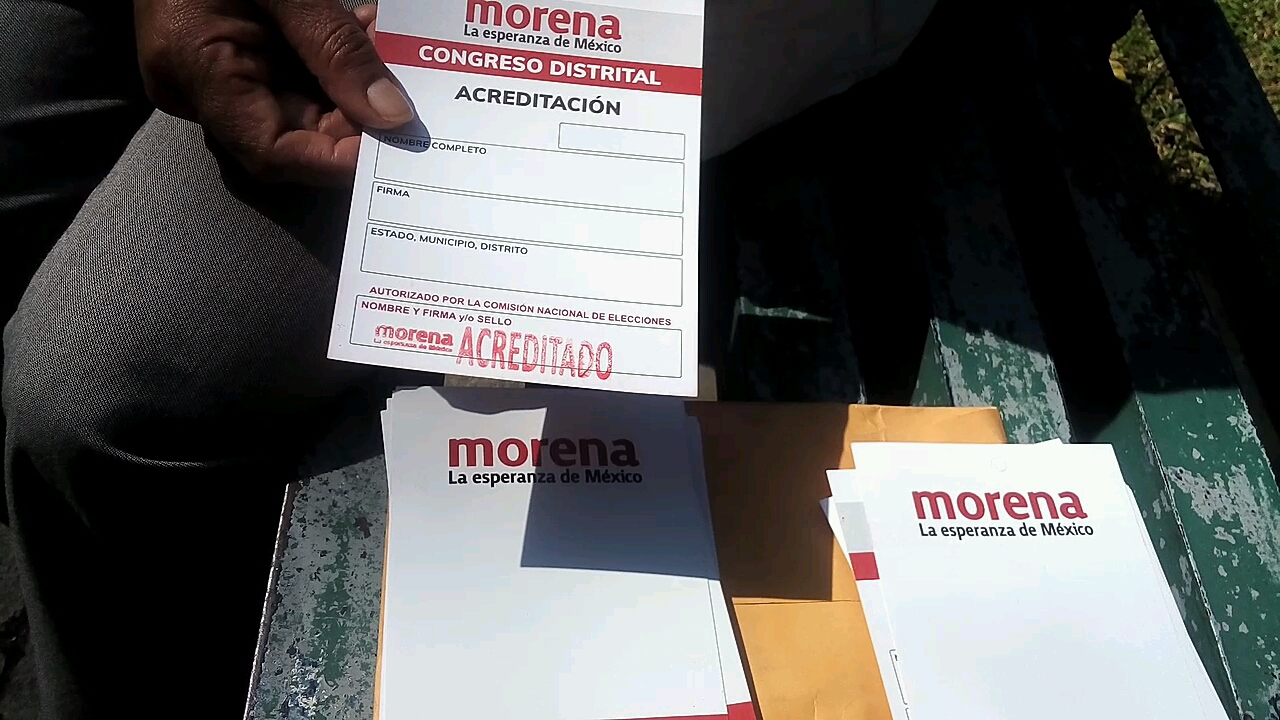 morena
La esperanza de México
CONGRESO DISTRITAL
ACREDITACIÓN
NOMBRE COMPLETO
FIRMA
ESTADO, MUNICIPIO, DISTRITO
AUTORIZADO POR LA COMISIÓN NACIONAL DE ELECCIONES
NOMBRE Y FIRMA y/o SELLO
morena
La esperanza de México
ACREDITADO
morena
La esperanza de México
morena
La esperanza de México